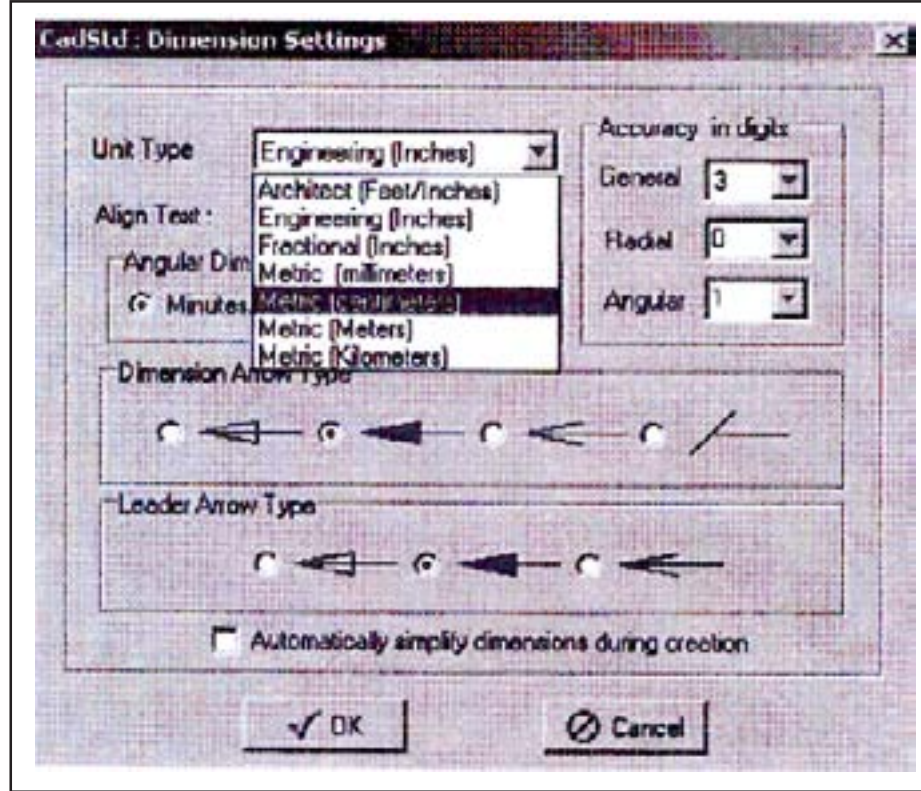 CadStd : Dimension Settings
Unit Type
Engineering (Inches)
Architect (Feet/Inches)
Engineering (Inches)
Fractional (Inches)
Metric (millimeters)
Metric (centimeters)
Metric (Meters)
Metric (Kilometers)
Align Text :
Angular Dim
Minutes
Accuracy in digits
General 3
Radial 0
Angular 1
Dimension Arrow Type
Leader Arrow Type
Automatically simplify dimensions during creation
OK
Cancel